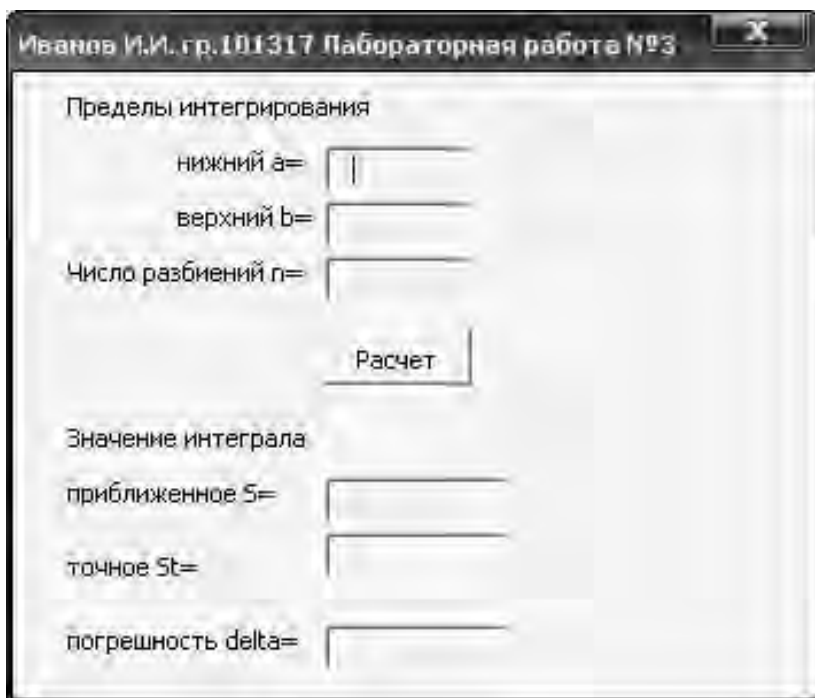 Иванов И.И. гр.101317 Лабораторная работа №3
Пределы интегрирования
нижний a=
верхний b=
Число разбиений n=
Расчет
Значение интеграла
приближенное S=
точное St=
погрешность delta=